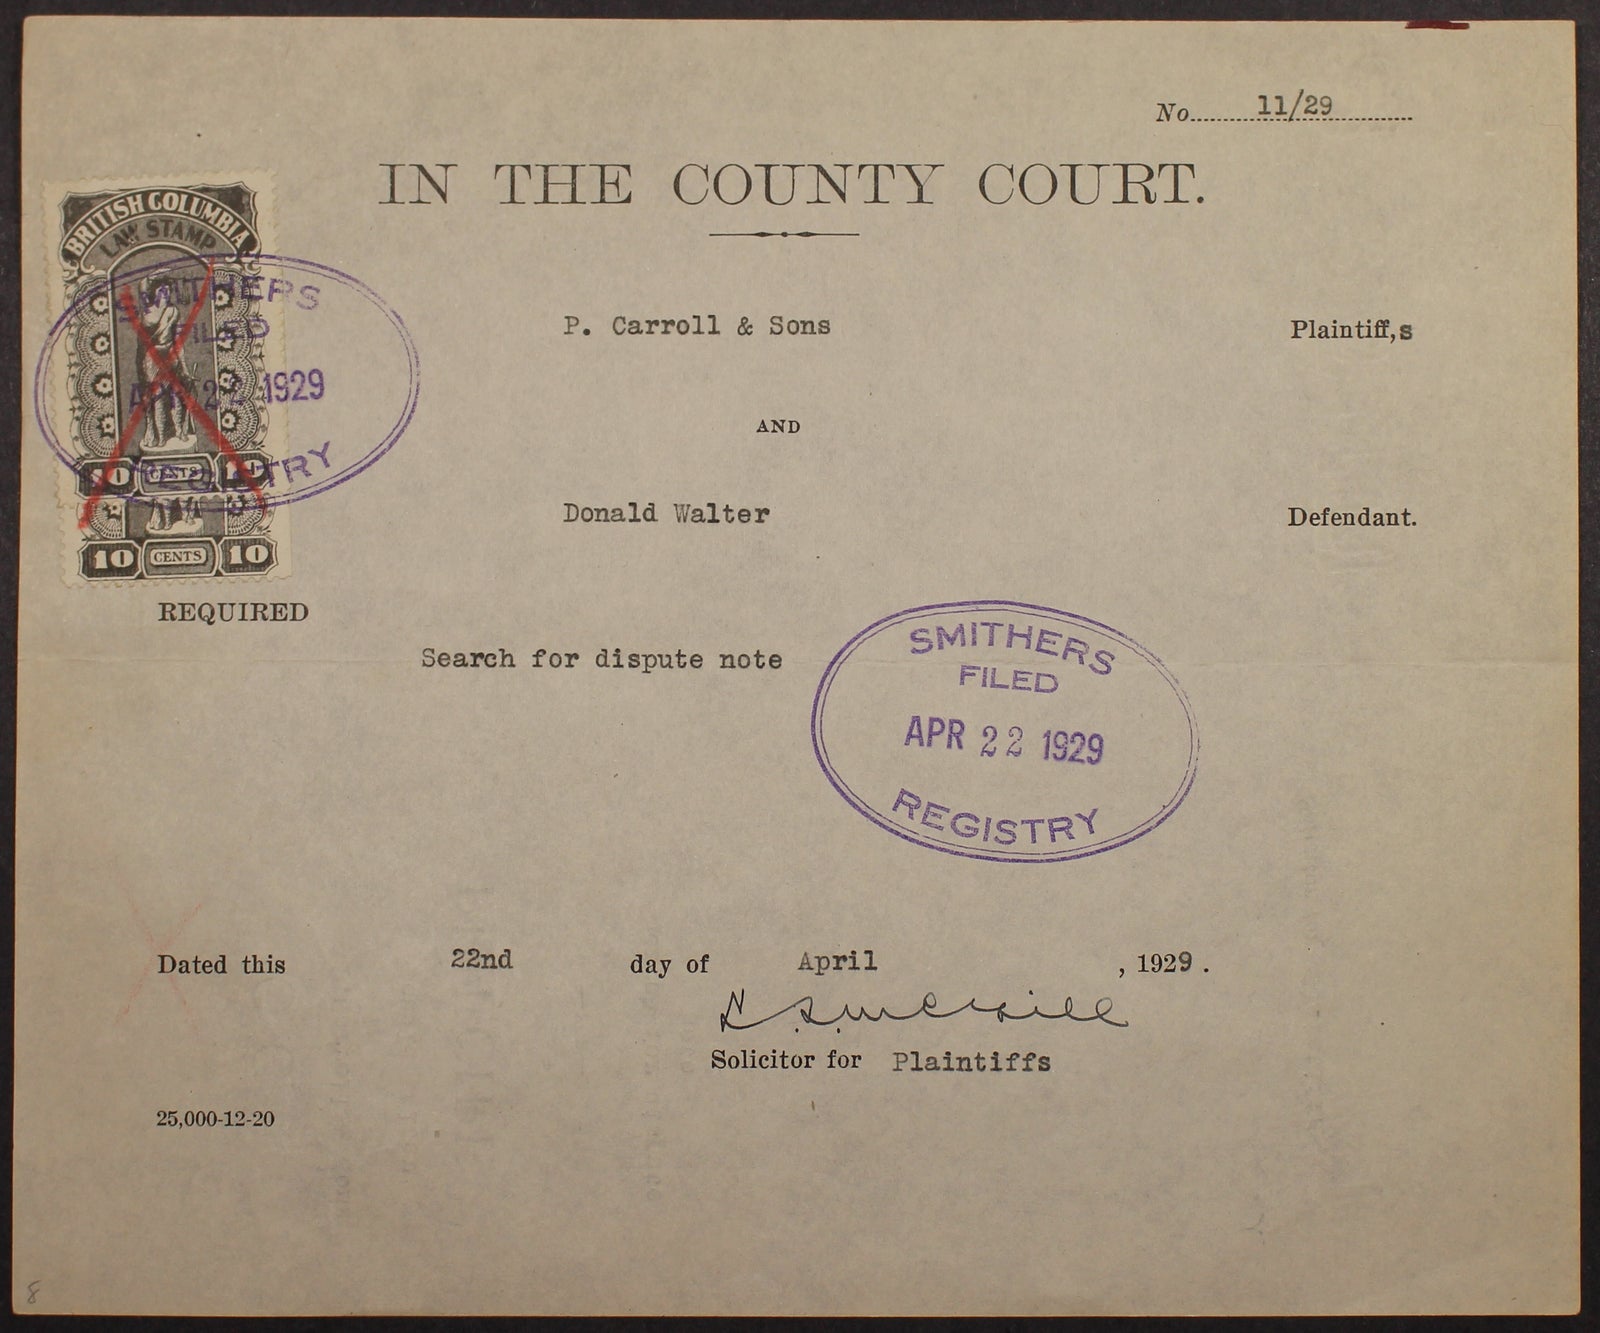 No. 11/29
IN THE COUNTY COURT.
BRITISH COLUMBIA
LAW STAMP
SMITHERS
FILED
APR 22 1929
REGISTRY
10 CENTS 10
10 CENTS 10
P. Carroll & Sons Plaintiff,s
AND
Donald Walter Defendant.
REQUIRED
Search for dispute note
SMITHERS
FILED
APR 22 1929
REGISTRY
Dated this 22nd day of April , 1929.
Solicitor for Plaintiffs
25,000-12-20
8